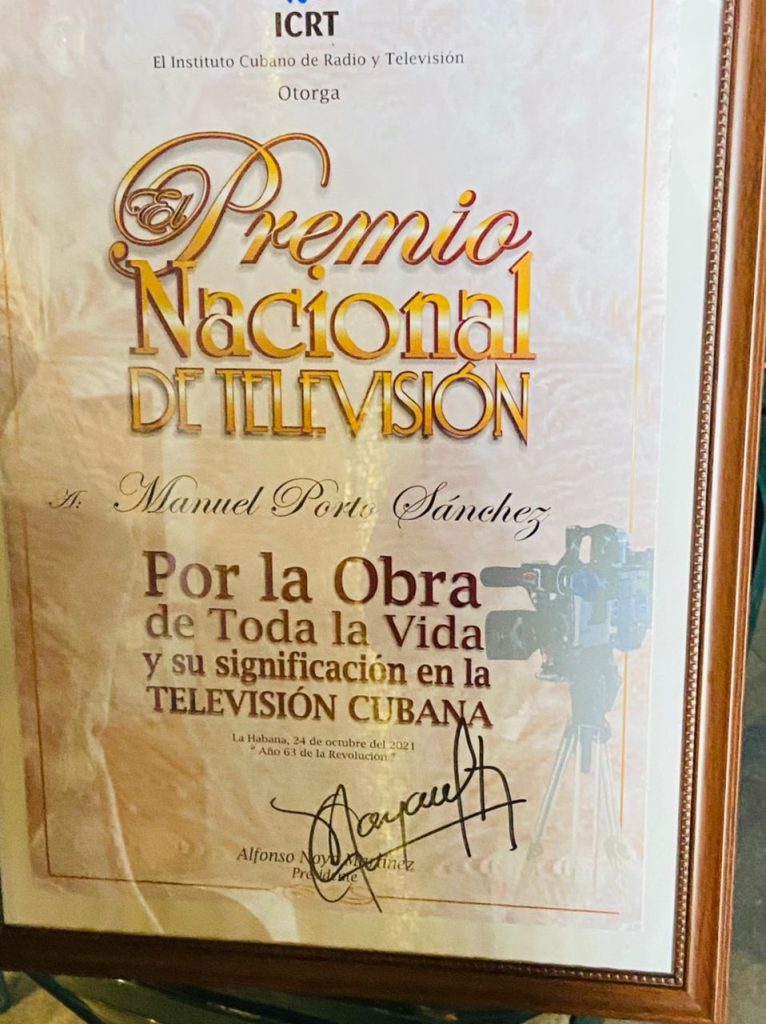 ICRT
El Instituto Cubano de Radio y Televisión
Otorga
El Premio
Nacional
DE TELEVISIÓN
A: Manuel Porto Sánchez
Por la Obra
de Toda la Vida
y su significación en la
TELEVISIÓN CUBANA
La Habana, 24 de octubre del 2021
" Año 63 de la Revolución "
Alfonso Noya Martínez
Presidente